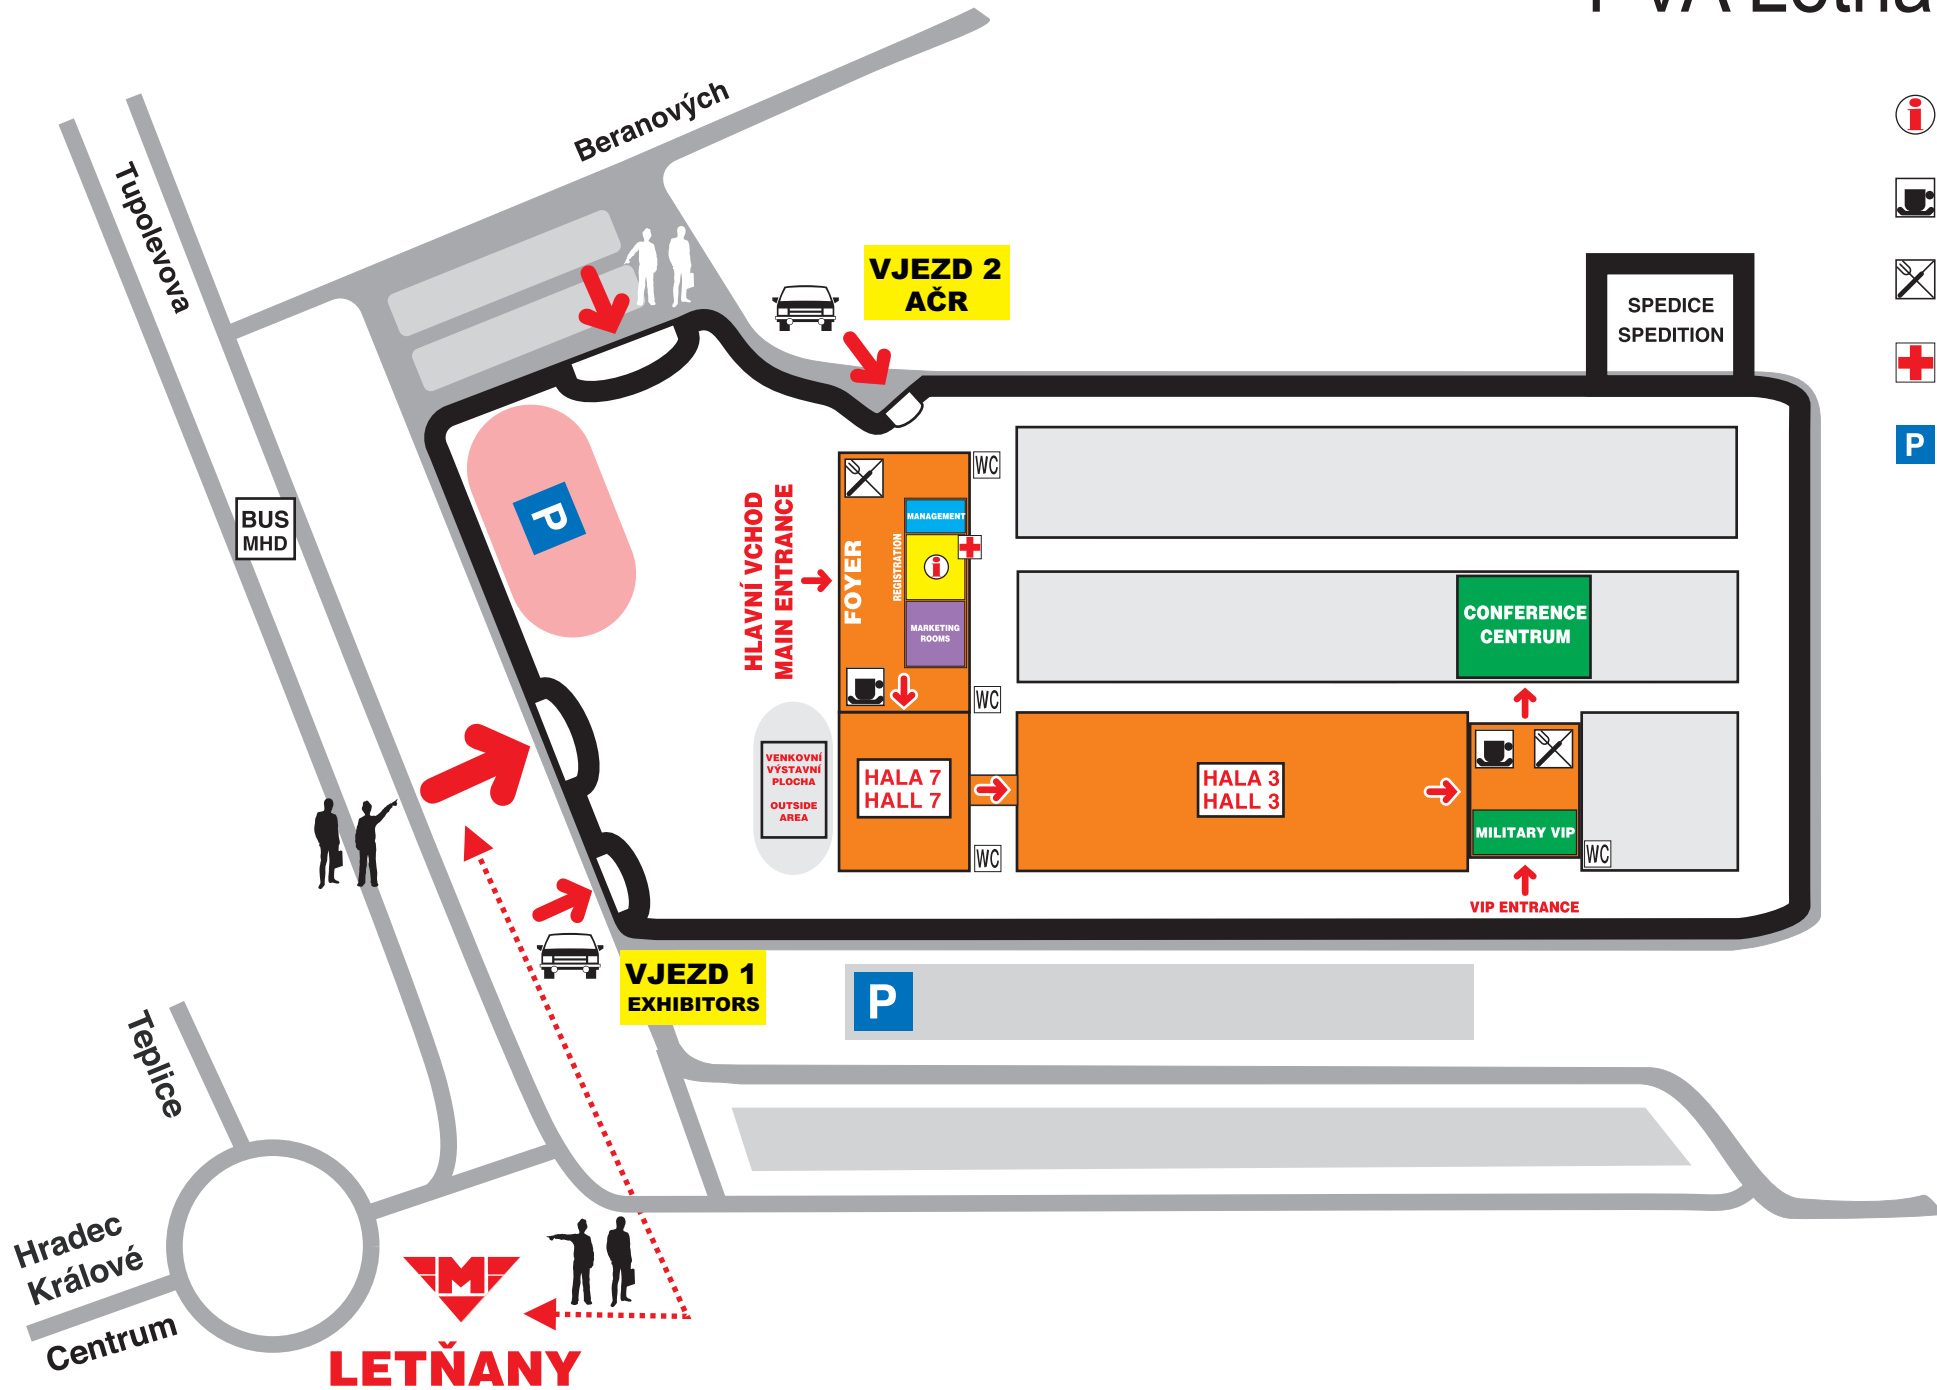 Beranových
Tupolevova
VJEZD 2
AČR
SPEDICE
SPEDITION
P
BUS
MHD
P
HLAVNÍ VCHOD
MAIN ENTRANCE
FOYER
REGISTRATION
MANAGEMENT
i
MARKETING
ROOMS
WC
WC
WC
CONFERENCE
CENTRUM
VENKOVNÍ
VÝSTAVNÍ
PLOCHA
OUTSIDE
AREA
HALA 7
HALL 7
HALA 3
HALL 3
MILITARY VIP
WC
VIP ENTRANCE
VJEZD 1
EXHIBITORS
P
Teplice
Hradec
Králové
Centrum
M
LETŇANY